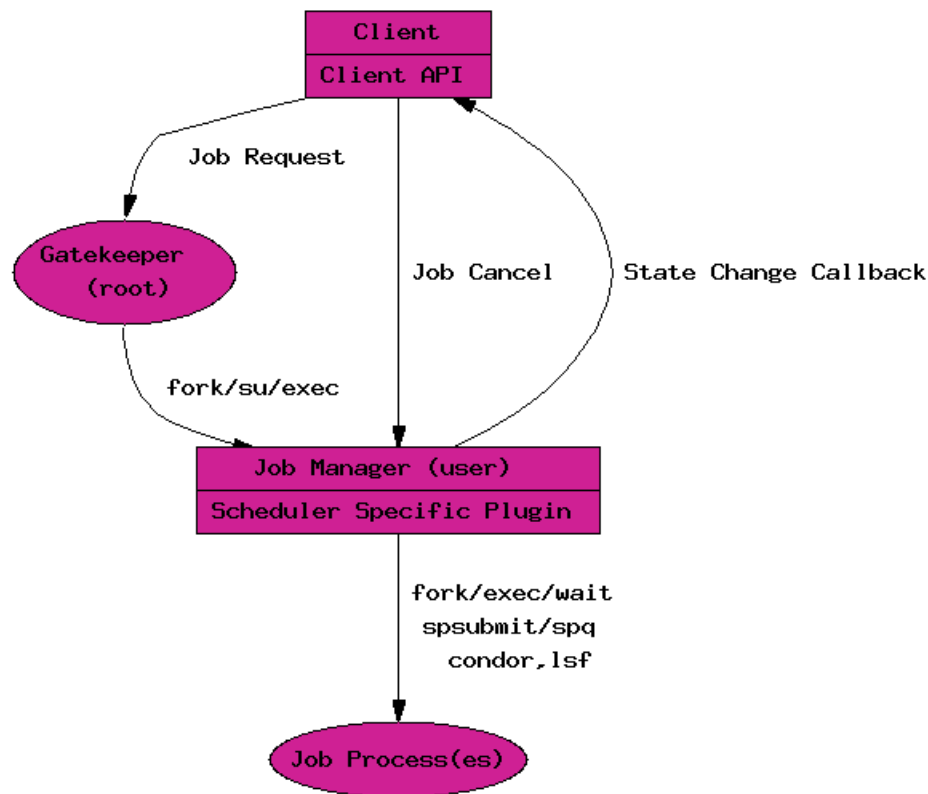 Client
Client API
Job Request
Gatekeeper
(root)
Job Cancel
State Change Callback
fork/su/exec
Job Manager (user)
Scheduler Specific Plugin
fork/exec/wait
spsubmit/spq
condor,lsf
Job Process(es)